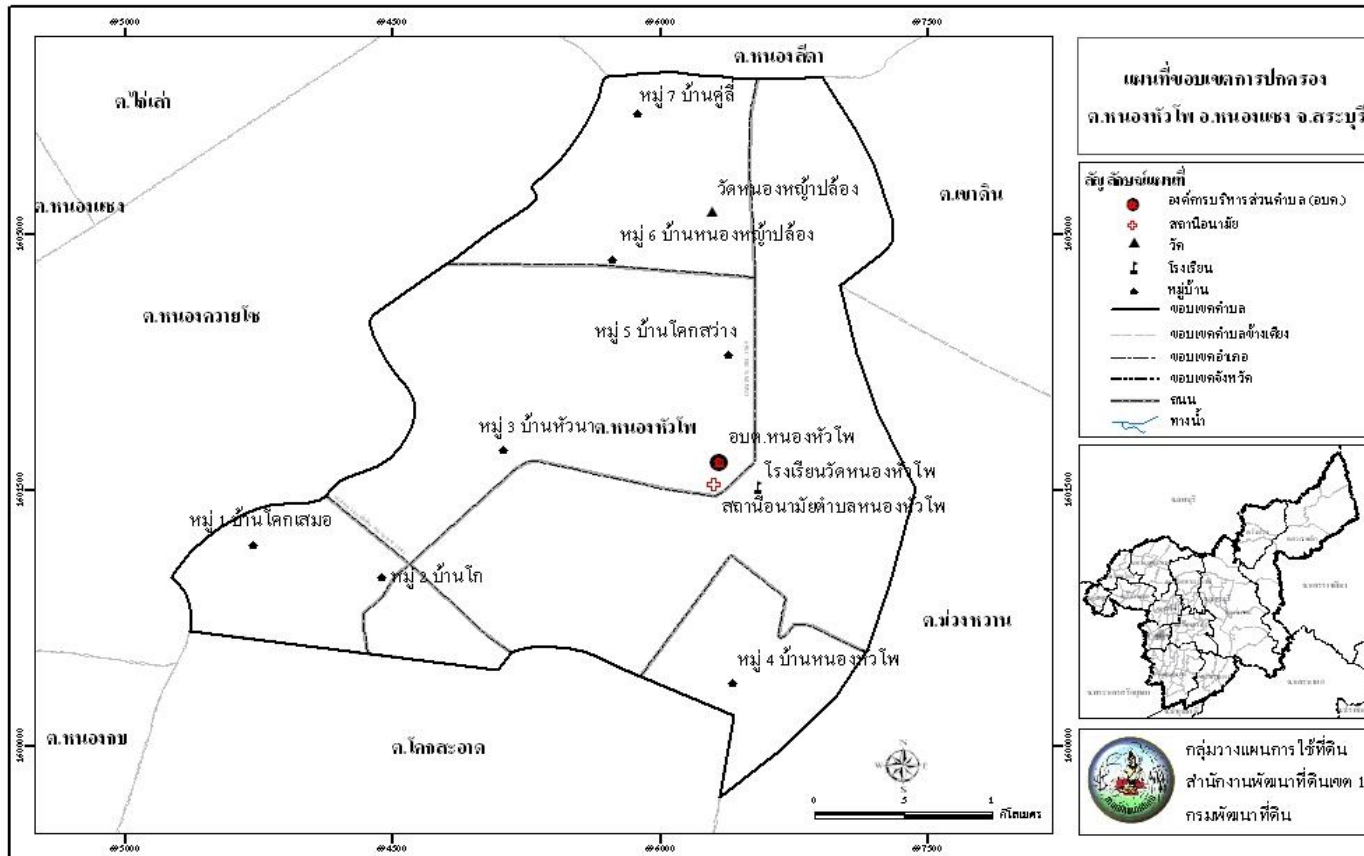 695000
694500
696000
697500
ต.หนองสีดา
ต.ไก่เส่า
หมู่ 7 บ้านคู่ลี่
ต.หนองแซง
วัดหนองหญ้าปล้อง
ต.เขาดิน
1605000
1605000
หมู่ 6 บ้านหนองหญ้าปล้อง
ต.หนองควายโซ
หมู่ 5 บ้านโคกสว่าง
หมู่ 3 บ้านหัวนา
ต.หนองหัวโพ
อบต.หนองหัวโพ
โรงเรียนวัดหนองหัวโพ
1601500
1601500
สถานีอนามัยตำบลหนองหัวโพ
หมู่ 1 บ้านโคกเสมอ
หมู่ 2 บ้านโก
ต.ม่วงหวาน
หมู่ 4 บ้านหนองหัวโพ
ต.หนองกบ
ต.โคกสะอาด
1600000
1600000
N
W
E
S
0
.5
1
กิโลเมตร
695000
694500
696000
697500
แผนที่ขอบเขตการปกครอง
ต.หนองหัวโพ อ.หนองแซง จ.สระบุรี
สัญลักษณ์แผนที่
องค์การบริหารส่วนตำบล (อบต.)
สถานีอนามัย
วัด
โรงเรียน
หมู่บ้าน
ขอบเขตตำบล
ขอบเขตตำบลข้างเคียง
ขอบเขตอำเภอ
ขอบเขตจังหวัด
ถนน
ทางน้ำ
กลุ่มวางแผนการใช้ที่ดิน
สำนักงานพัฒนาที่ดินเขต 1
กรมพัฒนาที่ดิน